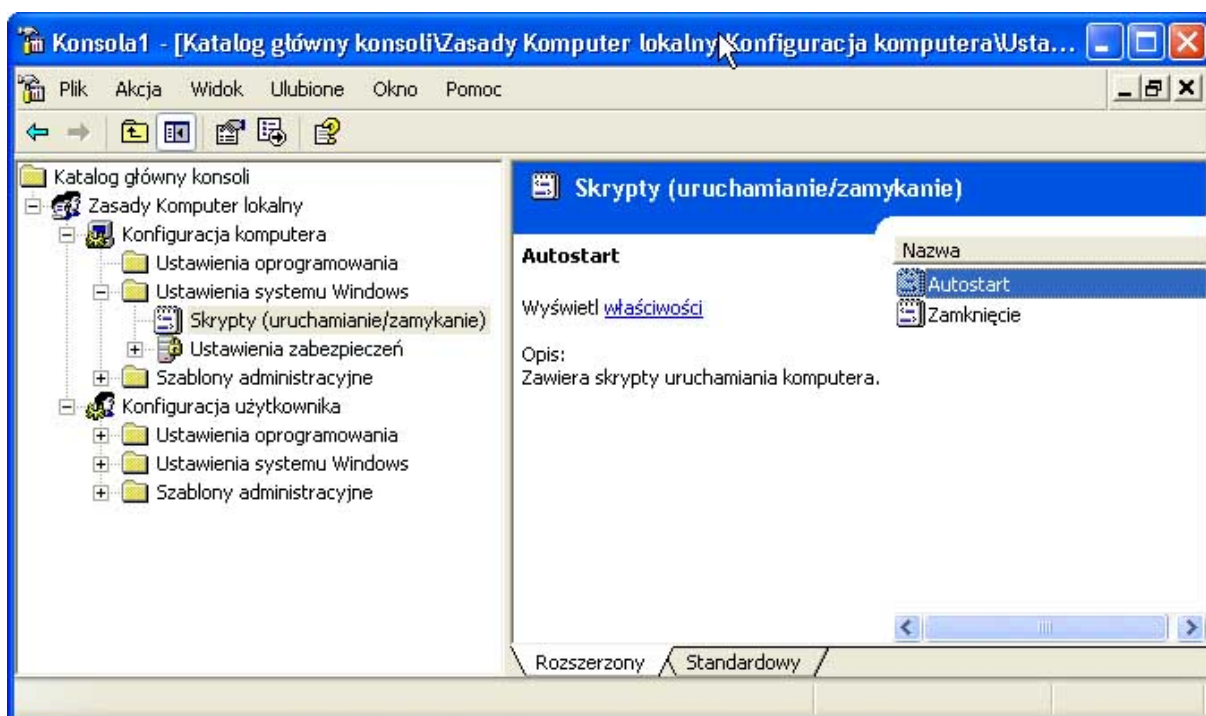 Konsola1 - [Katalog główny konsoli\Zasady Komputer lokalny\Konfiguracja komputera\Usta...
Plik Akcja Widok Ulubione Okno Pomoc
Katalog główny konsoli
Zasady Komputer lokalny
Konfiguracja komputera
Ustawienia oprogramowania
Ustawienia systemu Windows
Skrypty (uruchamianie/zamykanie)
Ustawienia zabezpieczeń
Szablony administracyjne
Konfiguracja użytkownika
Ustawienia oprogramowania
Ustawienia systemu Windows
Szablony administracyjne
Skrypty (uruchamianie/zamykanie)
Autostart
Wyświetl właściwości
Opis:
Zawiera skrypty uruchamiania komputera.
Nazwa
Autostart
Zamknięcie
Rozszerzony Standardowy